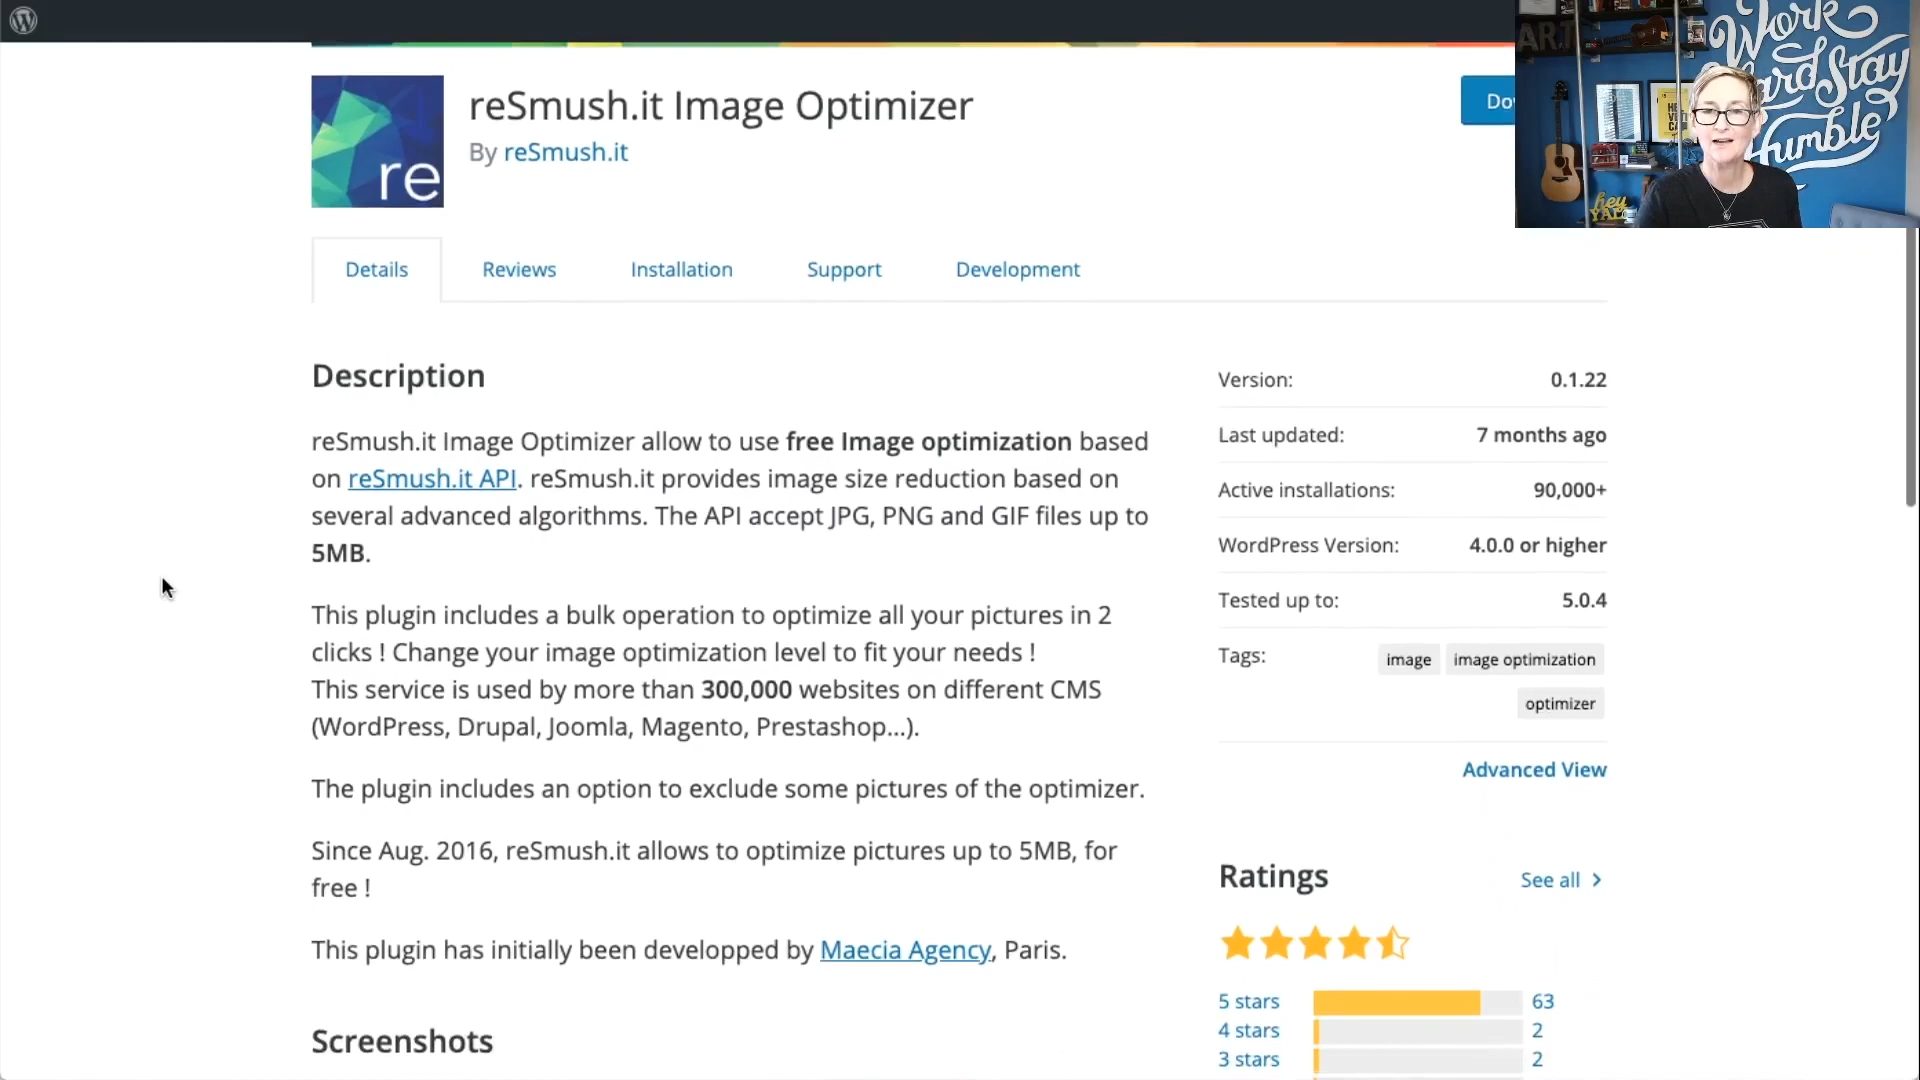 reSmush.it Image Optimizer
By reSmush.it
re
Details
Reviews
Installation
Support
Development
Description
reSmush.it Image Optimizer allow to use free Image optimization based
on reSmush.it API. reSmush.it provides image size reduction based on
several advanced algorithms. The API accept JPG, PNG and GIF files up to
5MB.
This plugin includes a bulk operation to optimize all your pictures in 2
clicks ! Change your image optimization level to fit your needs !
This service is used by more than 300,000 websites on different CMS
(WordPress, Drupal, Joomla, Magento, Prestashop...).
The plugin includes an option to exclude some pictures of the optimizer.
Since Aug. 2016, reSmush.it allows to optimize pictures up to 5MB, for
free !
This plugin has initially been developped by Maecia Agency, Paris.
Screenshots
Version: 0.1.22
Last updated: 7 months ago
Active installations: 90,000+
WordPress Version: 4.0.0 or higher
Tested up to: 5.0.4
Tags: image image optimization
optimizer
Advanced View
Ratings See all
5 stars 63
4 stars 2
3 stars 2
ART
Work
ard Stay
umble
hey